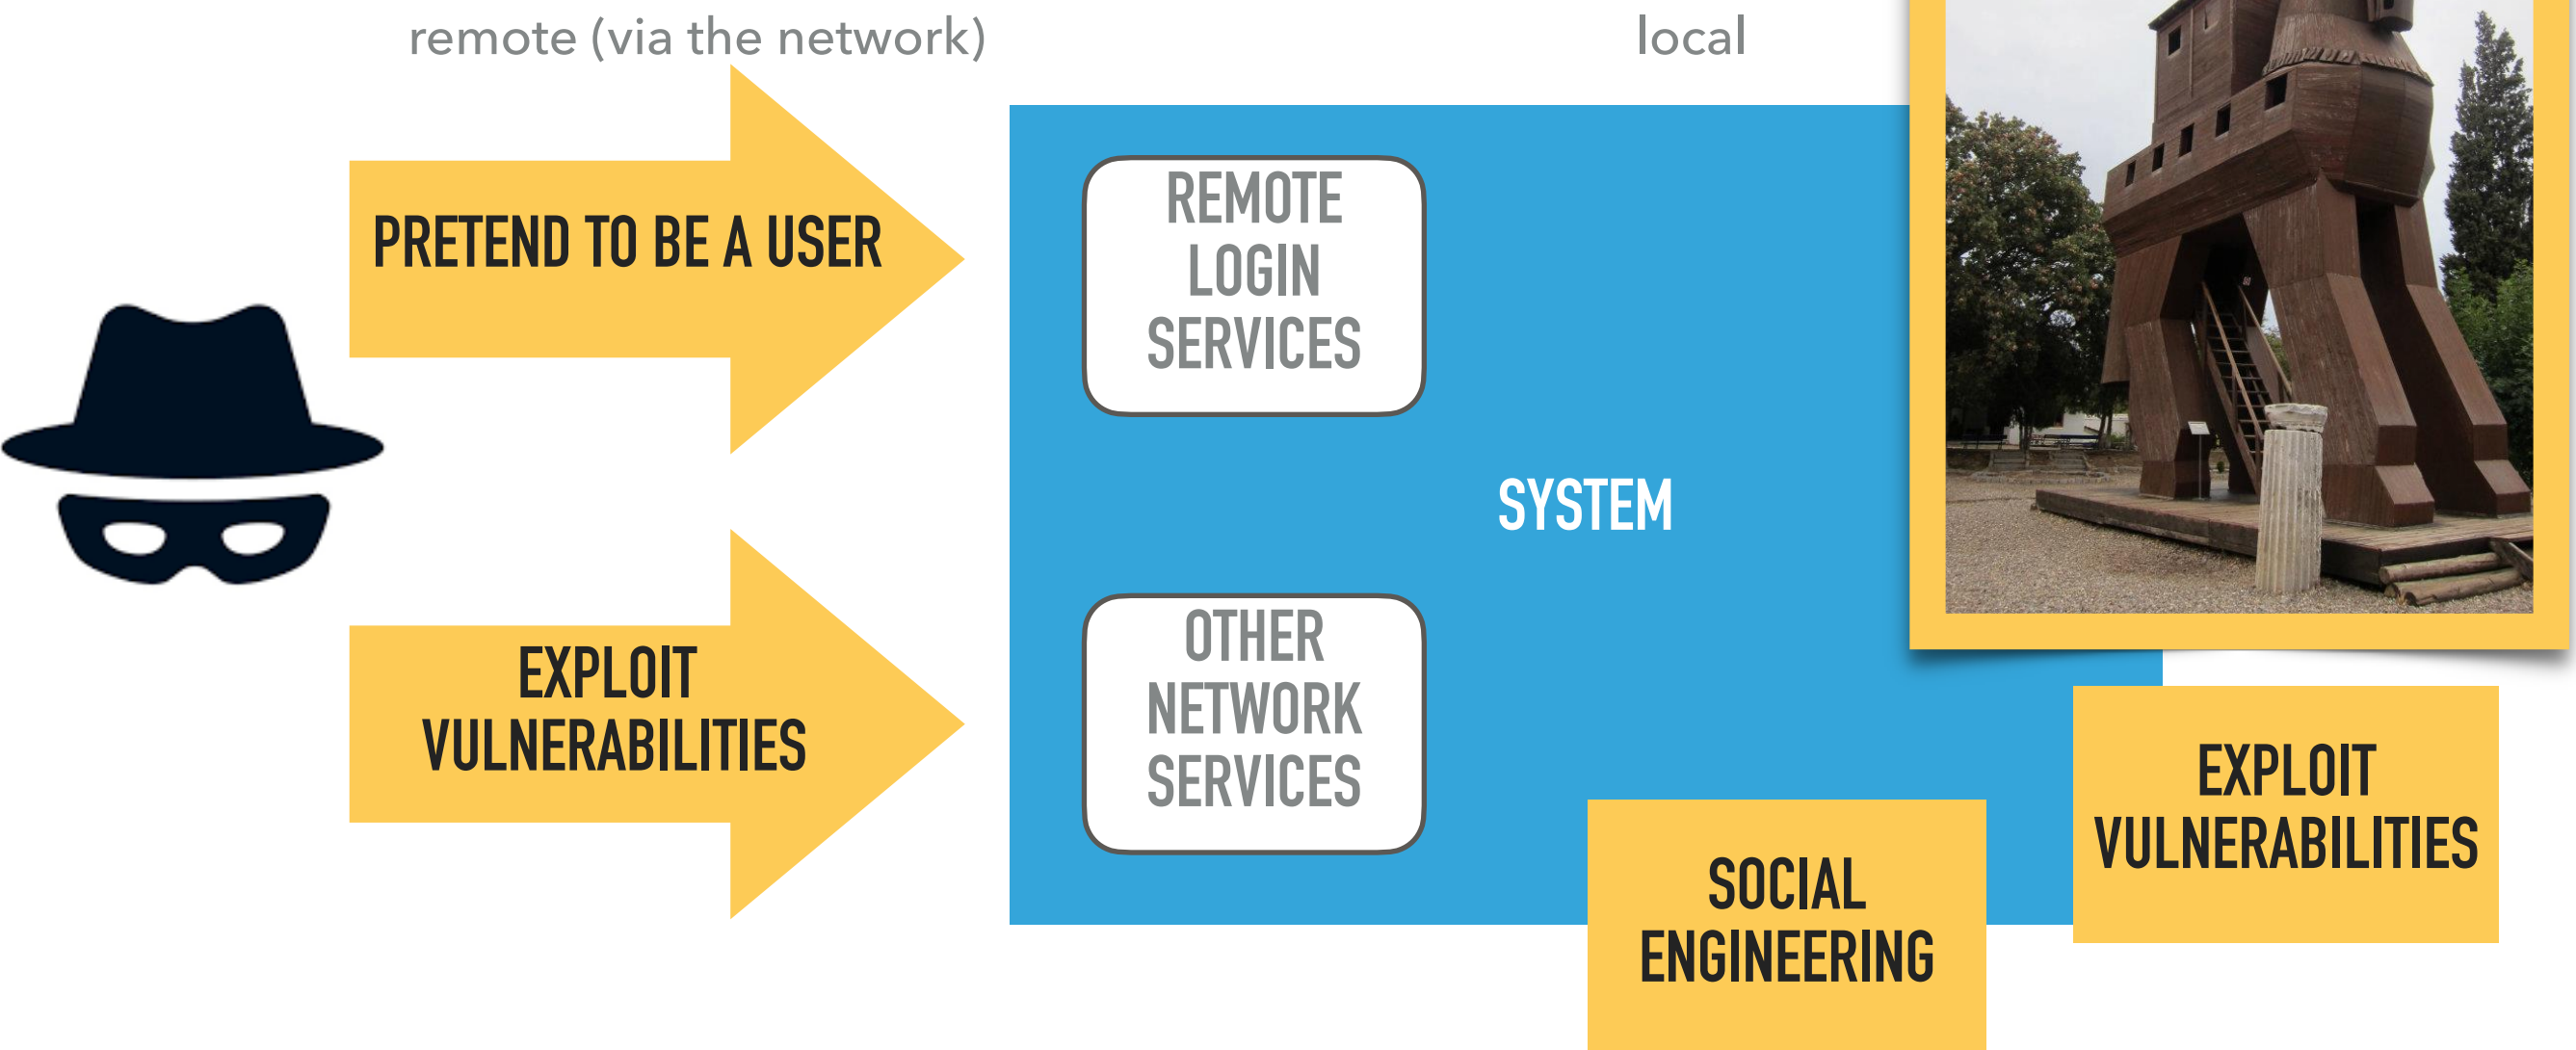 remote (via the network)
local
PRETEND TO BE A USER
REMOTE
LOGIN
SERVICES
SYSTEM
EXPLOIT
VULNERABILITIES
OTHER
NETWORK
SERVICES
SOCIAL
ENGINEERING
EXPLOIT
VULNERABILITIES